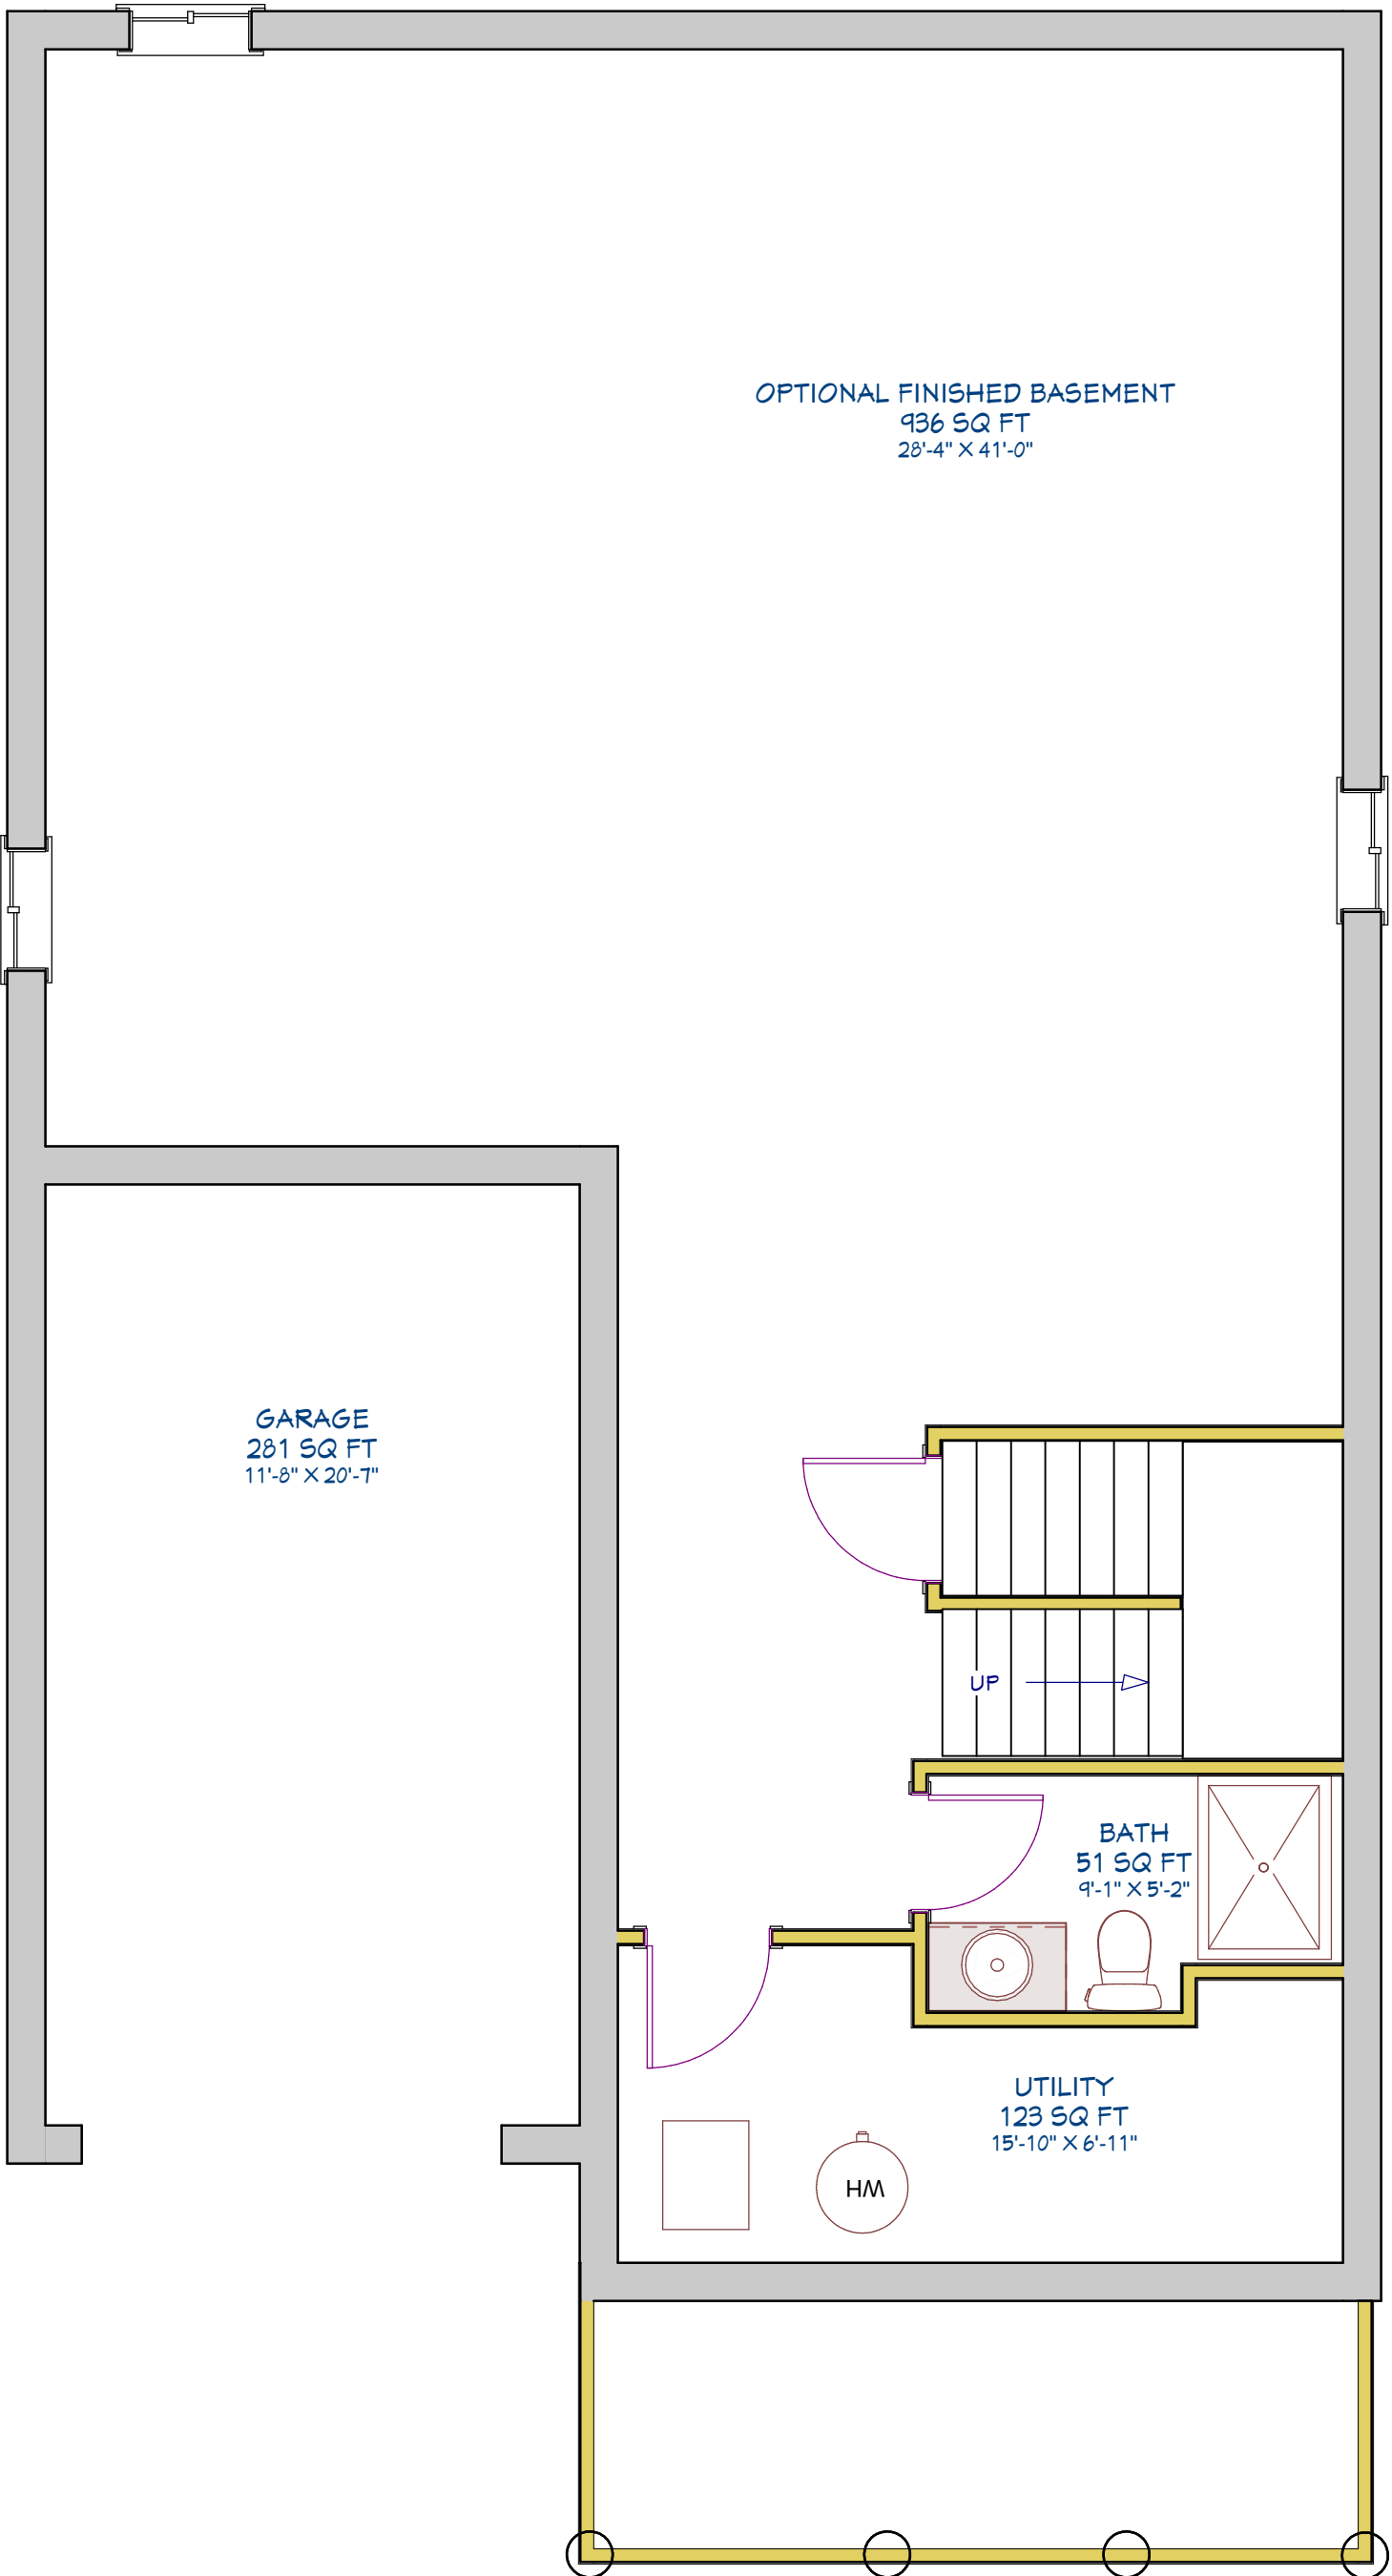 OPTIONAL FINISHED BASEMENT
936 SQ FT
28'-4" X 41'-0"
GARAGE
281 SQ FT
11'-8" X 20'-7"
UP
BATH
51 SQ FT
9'-1" X 5'-2"
UTILITY
123 SQ FT
15'-10" X 6'-11"
WH